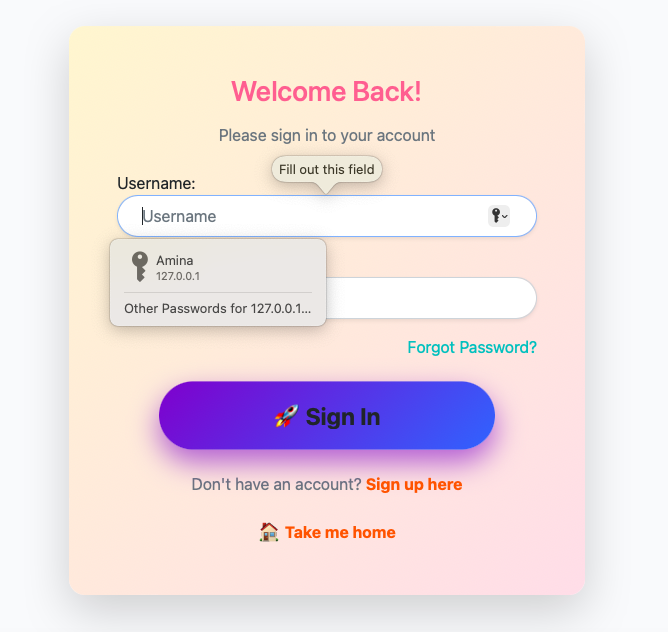 Welcome Back!
Please sign in to your account
Fill out this field
Username:
Username
Amina
127.0.0.1
Other Passwords for 127.0.0.1...
Forgot Password?
🚀 Sign In
Don't have an account? Sign up here
🏠 Take me home